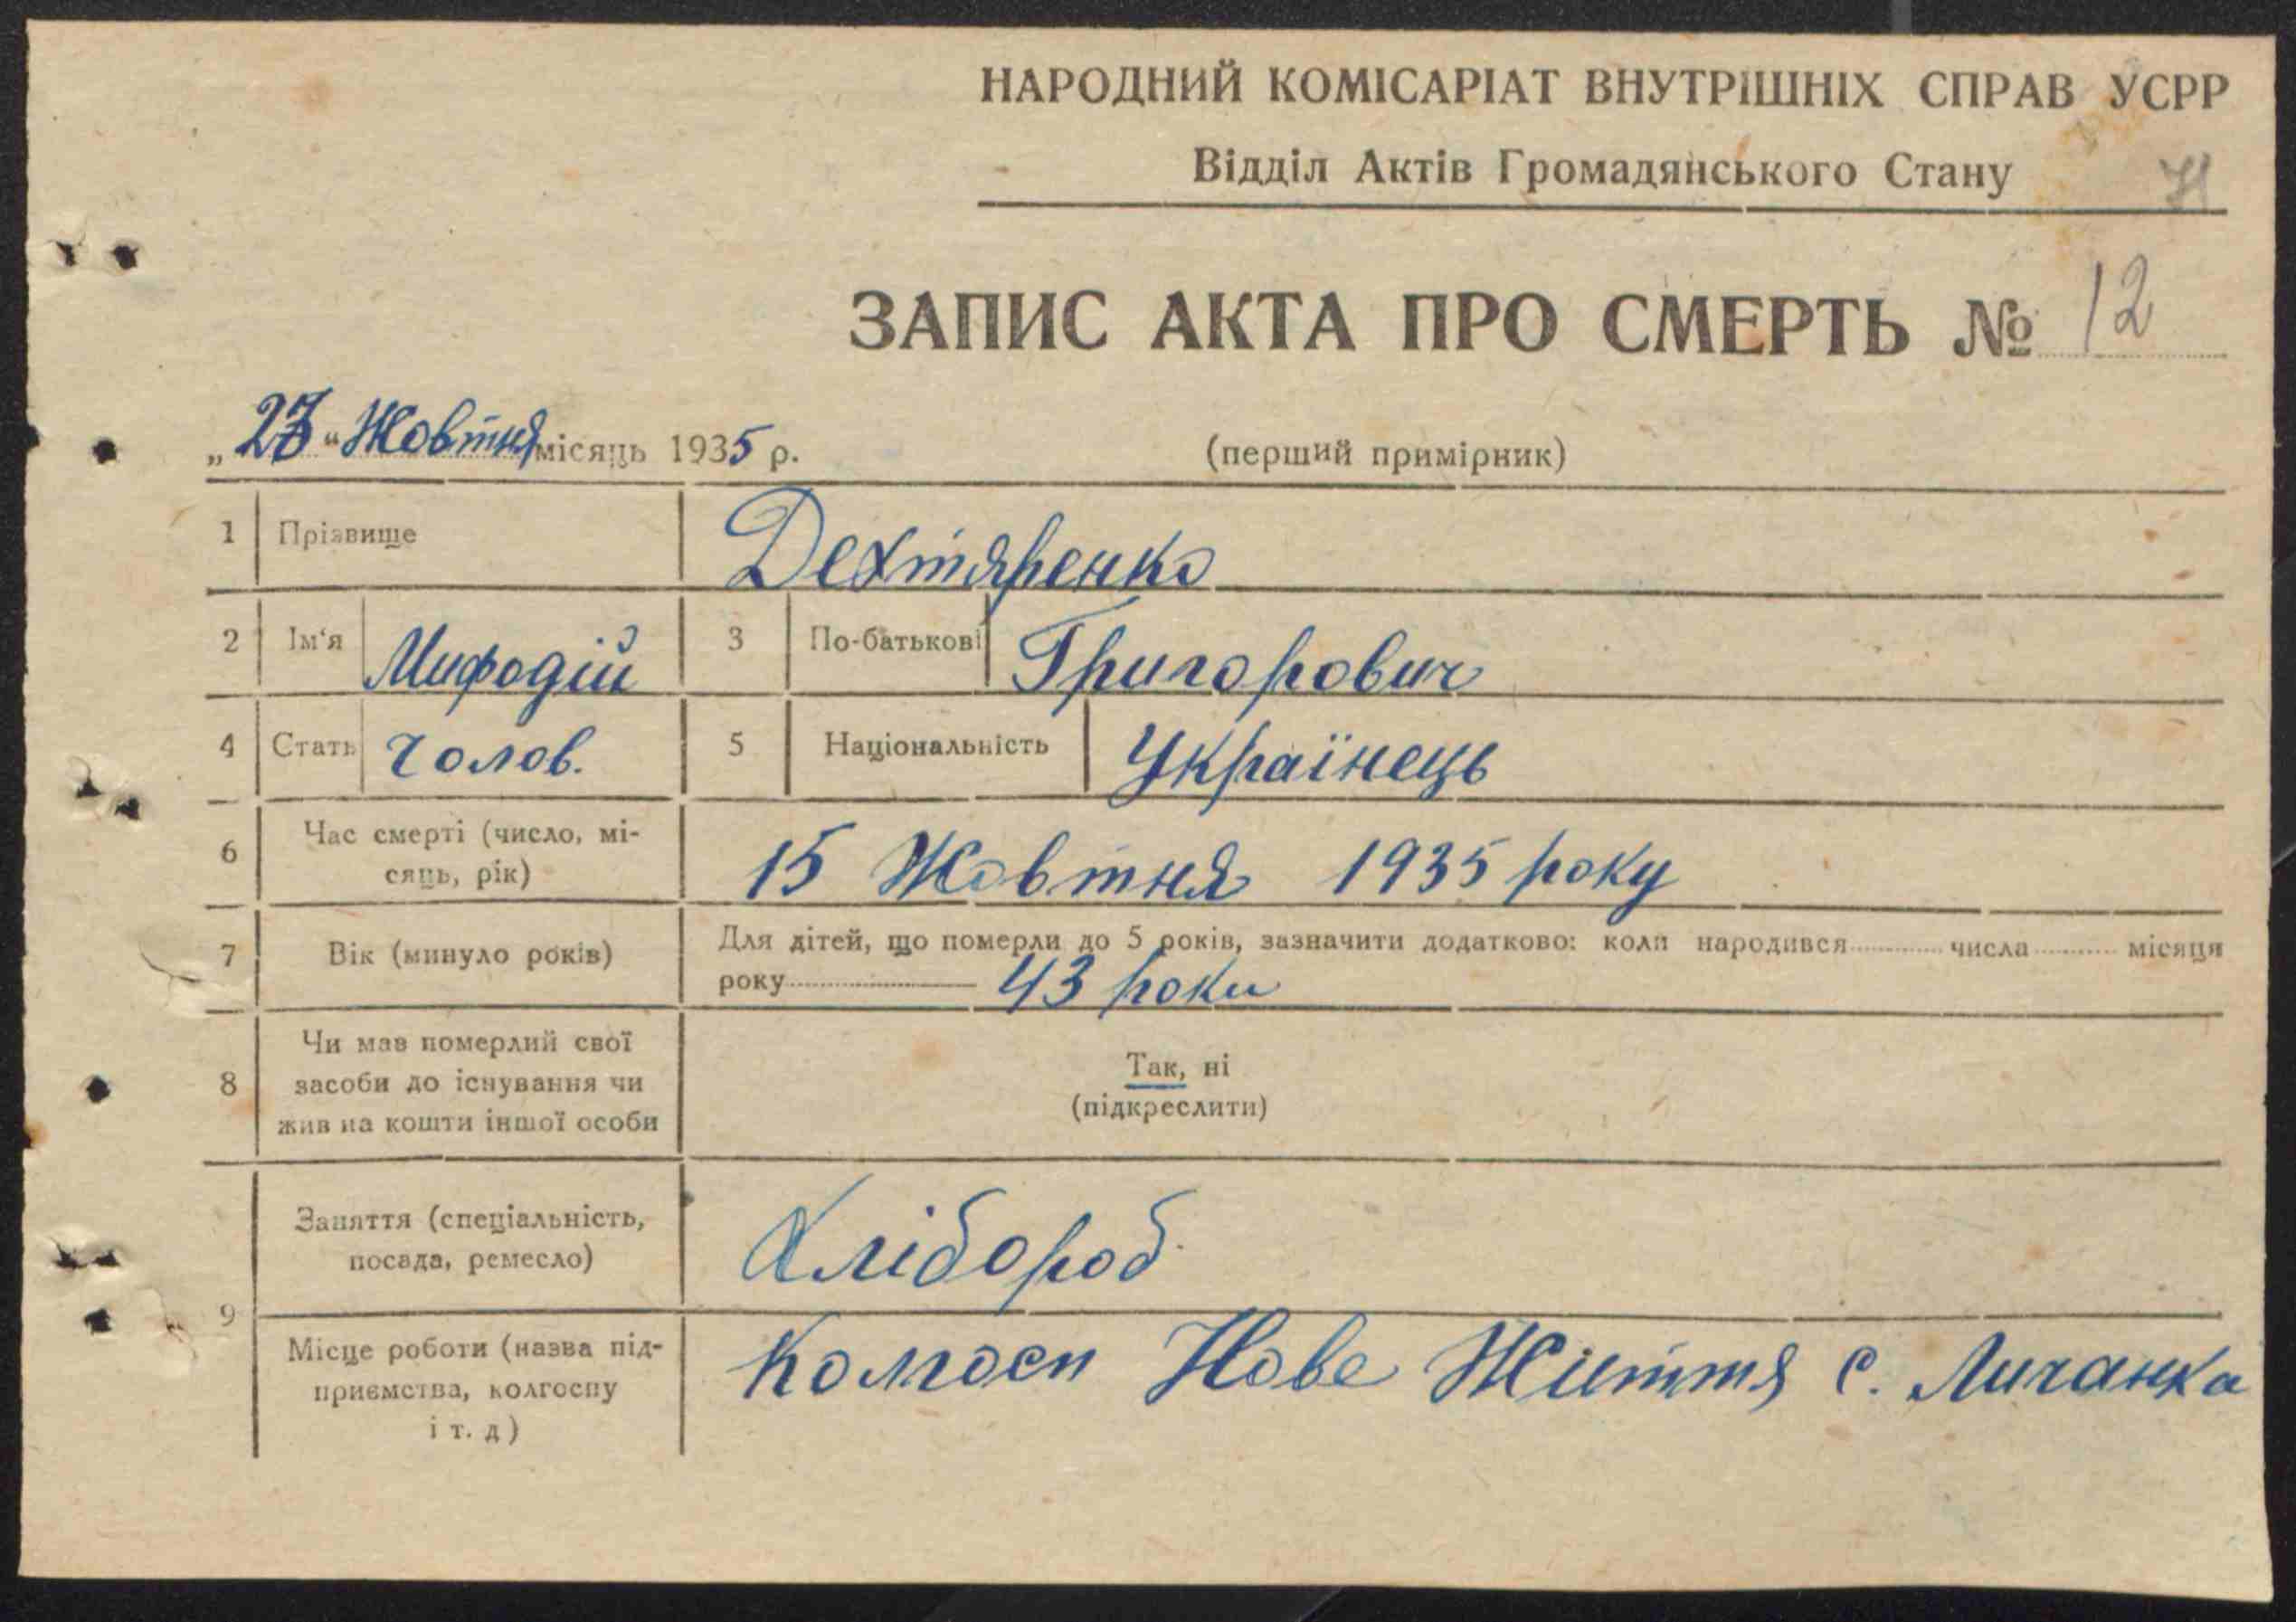 НАРОДНИЙ КОМІСАРІАТ ВНУТРІШНІХ СПРАВ УСРР
Відділ Актів Громадянського Стану
ЗАПИС АКТА ПРО СМЕРТЬ № 12
„ 23 “ Жовтня місяць 1935 р. (перший примірник)
1 Прізвище Дехтяренко
2 Ім‘я Мифодій 3 По-батькові Григорович
4 Стать Чолов. 5 Національність Українець
6 Час смерті (число, мі-
сяць, рік) 15 Жовтня 1935 року
7 Вік (минуло років) Для дітей, що померли до 5 років, зазначити додатково: коли народився числа місяця
року 43 роки
8 Чи мав померлий свої
засоби до існування чи
жив на кошти іншої особи
Так, ні
(підкреслити)
9 Заняття (спеціальність,
посада, ремесло) Хлібороб
Місце роботи (назва під-
приємства, колгоспу
і т. д) Колгосп Нове Життя с. Личанка